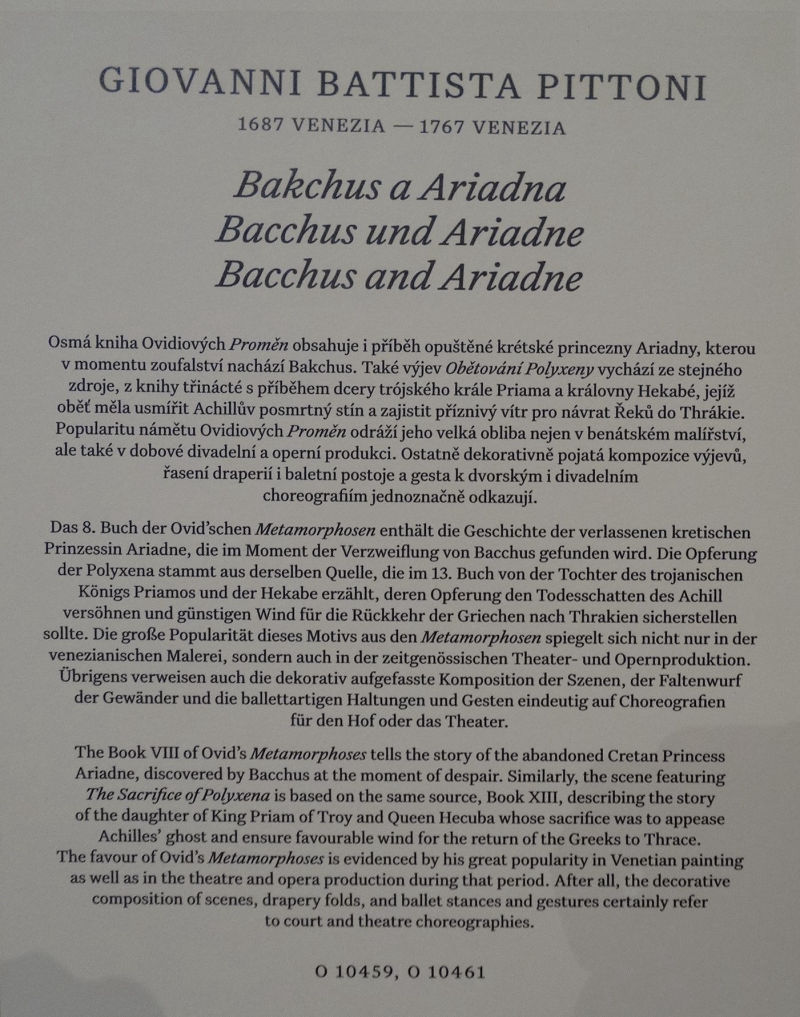 GIOVANNI BATTISTA PITTONI
1687 VENEZIA — 1767 VENEZIA
Bakchus a Ariadna
Bacchus und Ariadne
Bacchus and Ariadne
Osmá kniha Ovidiových Proměn obsahuje i příběh opuštěné krétské princezny Ariadny, kterou
v momentu zoufalství nachází Bakchus. Také výjev Obětování Polyxeny vychází ze stejného
zdroje, z knihy třinácté s příběhem dcery trójského krále Priama a královny Hekabé, jejíž
oběť měla usmířit Achillův posmrtný stín a zajistit příznivý vítr pro návrat Řeků do Thrákie.
Popularitu námětu Ovidiových Proměn odráží jeho velká obliba nejen v benátském malířství,
ale také v dobové divadelní a operní produkci. Ostatně dekorativně pojatá kompozice výjevů,
řasení draperií i baletní postoje a gesta k dvorským i divadelním
choreografiím jednoznačně odkazují.
Das 8. Buch der Ovid'schen Metamorphosen enthält die Geschichte der verlassenen kretischen
Prinzessin Ariadne, die im Moment der Verzweiflung von Bacchus gefunden wird. Die Opferung
der Polyxena stammt aus derselben Quelle, die im 13. Buch von der Tochter des trojanischen
Königs Priamos und der Hekabe erzählt, deren Opferung den Todesschatten des Achill
versöhnen und günstigen Wind für die Rückkehr der Griechen nach Thrakien sicherstellen
sollte. Die große Popularität dieses Motivs aus den Metamorphosen spiegelt sich nicht nur in der
venezianischen Malerei, sondern auch in der zeitgenössischen Theater- und Opernproduktion.
Übrigens verweisen auch die dekorativ aufgefasste Komposition der Szenen, der Faltenwurf
der Gewänder und die ballettartigen Haltungen und Gesten eindeutig auf Choreografien
für den Hof oder das Theater.
The Book VIII of Ovid's Metamorphoses tells the story of the abandoned Cretan Princess
Ariadne, discovered by Bacchus at the moment of despair. Similarly, the scene featuring
The Sacrifice of Polyxena is based on the same source, Book XIII, describing the story
of the daughter of King Priam of Troy and Queen Hecuba whose sacrifice was to appease
Achilles' ghost and ensure favourable wind for the return of the Greeks to Thrace.
The favour of Ovid's Metamorphoses is evidenced by his great popularity in Venetian painting
as well as in the theatre and opera production during that period. After all, the decorative
composition of scenes, drapery folds, and ballet stances and gestures certainly refer
to court and theatre choreographies.
O 10459, O 10461